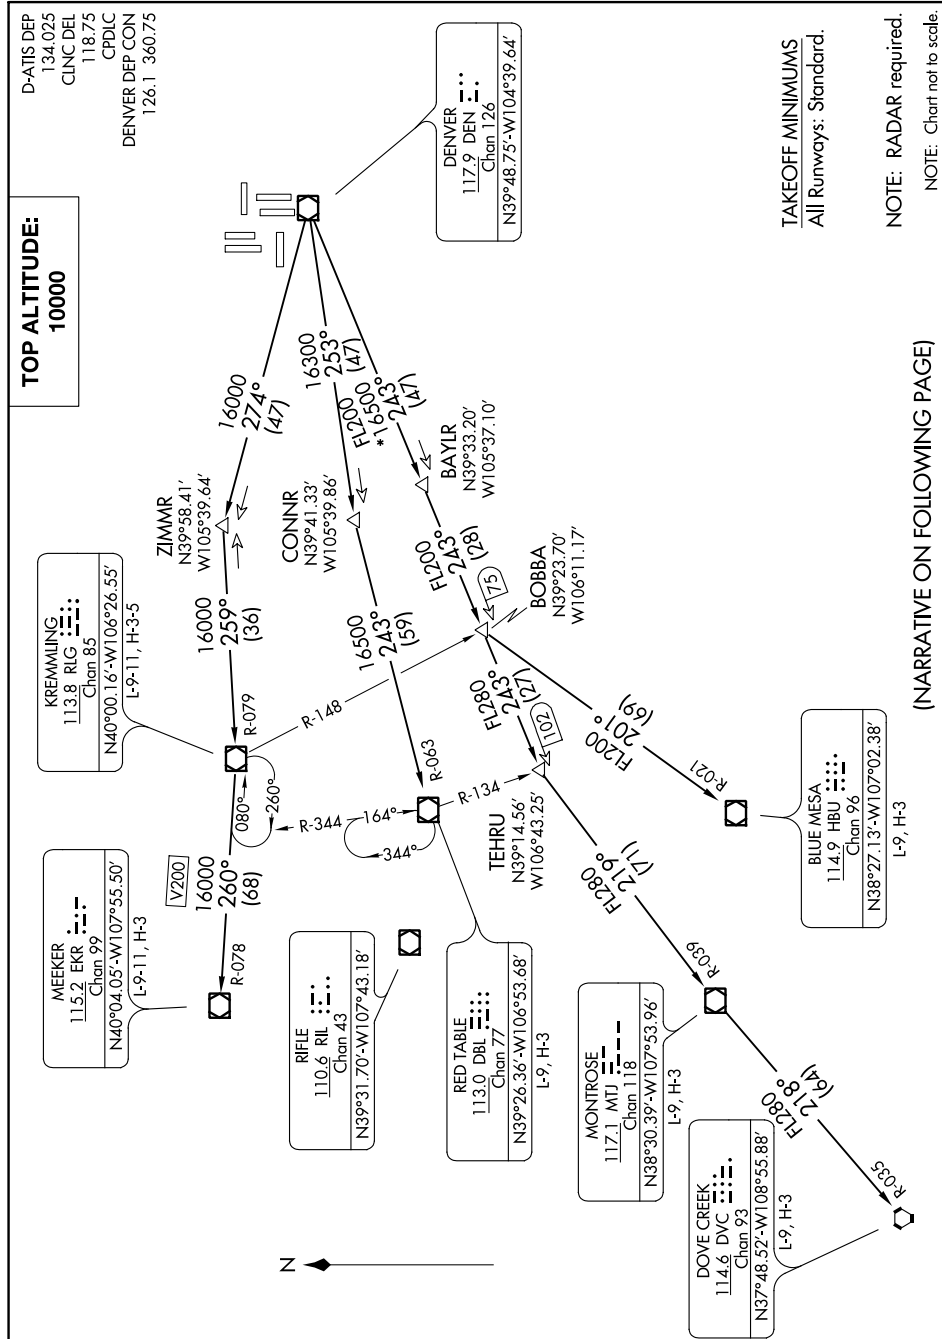 D-ATIS DEP
134.025
CLNC DEL
118.75
CPDLC
DENVER DEP CON
126.1 360.75
TOP ALTITUDE:
10000
DENVER
117.9 DEN
Chan 126
N39°48.75'-W104°39.64'
TAKEOFF MINIMUMS
All Runways: Standard.
NOTE: RADAR required.
NOTE: Chart not to scale.
16000
274°
(47)
16300
253°
(47)
FL200
*16500
243°
(47)
ZIMMR
N39°58.41'
W105°39.64'
CONNR
N39°41.33'
W105°39.86'
BAYLR
N39°33.20'
W105°37.10'
16000
259°
(36)
16500
243°
(59)
FL200
243°
(28)
75
BOBBA
N39°23.70'
W106°11.17'
KREMMLING
113.8 RLG
Chan 85
N40°00.16'-W106°26.55'
L-9-11, H-3-5
R-079
R-148
R-063
080°
260°
R-344
164°
344°
R-134
FL280
243°
(27)
102
TEHRU
N39°14.56'
W106°43.25'
FL200
201°
(69)
R-021
BLUE MESA
114.9 HBU
Chan 96
N38°27.13'-W107°02.38'
L-9, H-3
V200
16000
260°
(68)
R-078
MEEKER
115.2 EKR
Chan 99
N40°04.05'-W107°55.50'
L-9-11, H-3
RIFLE
110.6 RIL
Chan 43
N39°31.70'-W107°43.18'
RED TABLE
113.0 DBL
Chan 77
N39°26.36'-W106°53.68'
L-9, H-3
FL280
219°
(71)
R-039
MONTROSE
117.1 MTJ
Chan 118
N38°30.39'-W107°53.96'
L-9, H-3
FL280
218°
(64)
R-035
DOVE CREEK
114.6 DVC
Chan 93
N37°48.52'-W108°55.88'
L-9, H-3
N
(NARRATIVE ON FOLLOWING PAGE)